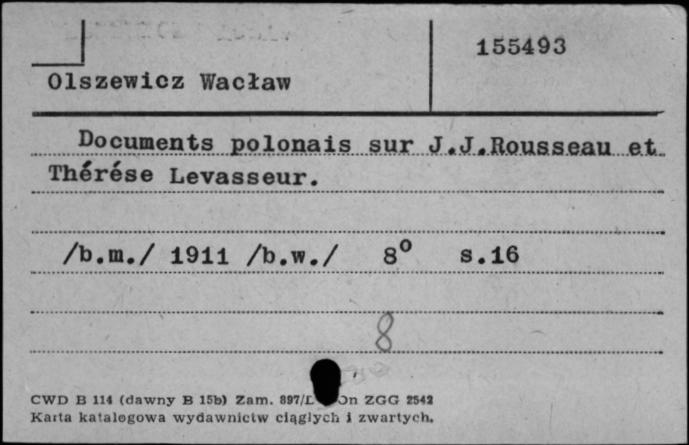 155493
Olszewicz Wacław
Documents polonais sur J.J.Rousseau et
Thérése Levasseur.
/b.m./ 1911 /b.w./ 8° s.16
8
CWD B 114 (dawny B 15b) Zam. 897/ On ZGG 2542
Karta katalogowa wydawnictw ciągłych i zwartych.